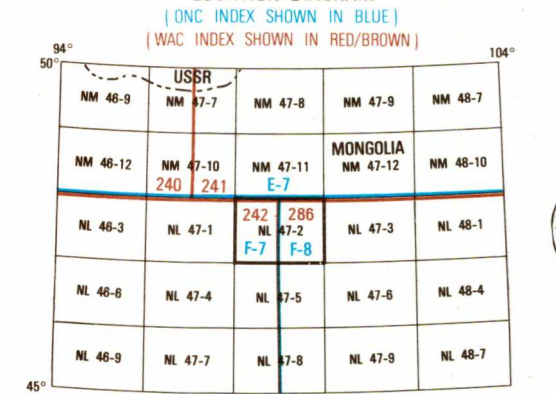 ( ONC INDEX SHOWN IN BLUE )
( WAC INDEX SHOWN IN RED/BROWN )
94° 104°
50°
USSR
NM 46-9 NM 47-7 NM 47-8 NM 47-9 NM 48-7
MONGOLIA
NM 46-12 NM 47-10 NM 47-11 NM 47-12 NM 48-10
240 241 E-7
242 286
NL 46-3 NL 47-1 NL 47-2 NL 47-3 NL 48-1
F-7 F-8
NL 46-6 NL 47-4 NL 47-5 NL 47-6 NL 48-4
NL 46-9 NL 47-7 NL 47-8 NL 47-9 NL 48-7
45°